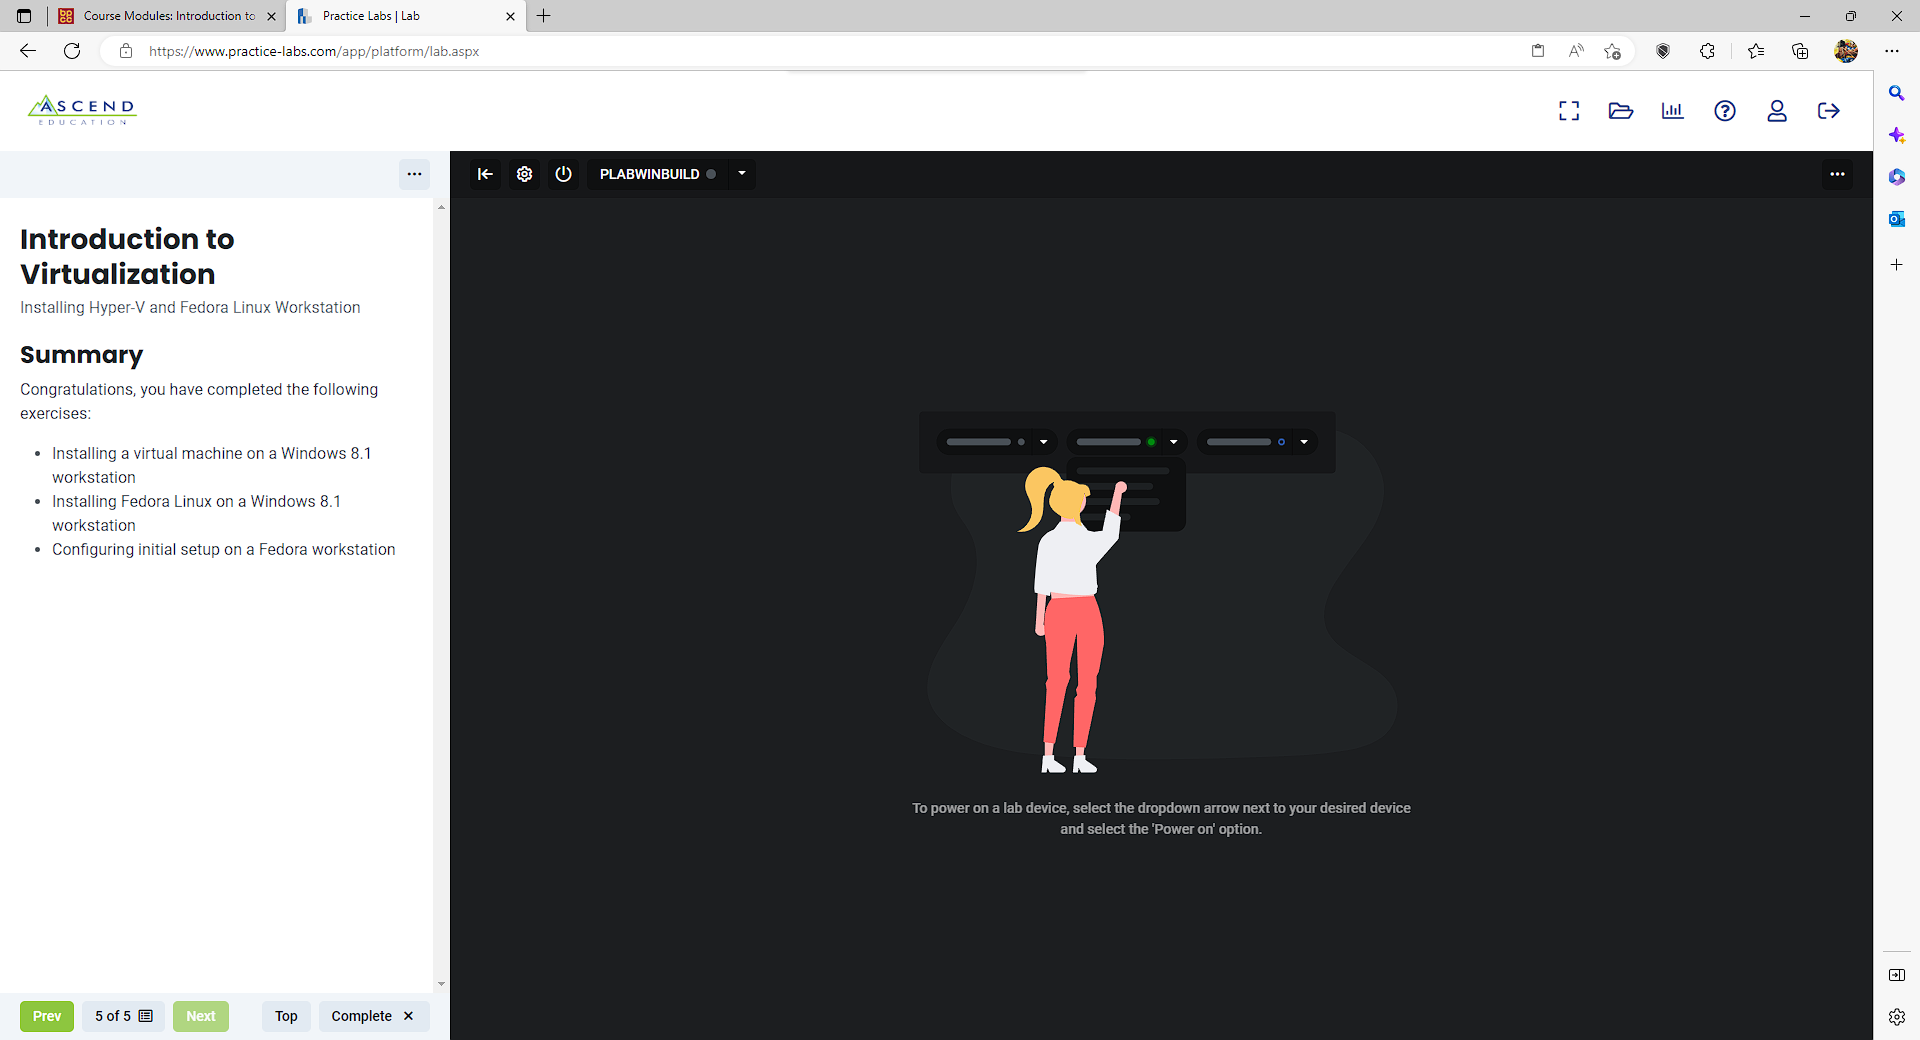 Course Modules: Introduction to
Practice Labs | Lab
https://www.practice-labs.com/app/platform/lab.aspx
ASCEND
EDUCATION
PLABWINBUILD
Introduction to
Virtualization
Installing Hyper-V and Fedora Linux Workstation
Summary
Congratulations, you have completed the following
exercises:
Installing a virtual machine on a Windows 8.1
workstation
Installing Fedora Linux on a Windows 8.1
workstation
Configuring initial setup on a Fedora workstation
To power on a lab device, select the dropdown arrow next to your desired device
and select the 'Power on' option.
Prev
5 of 5
Next
Top
Complete